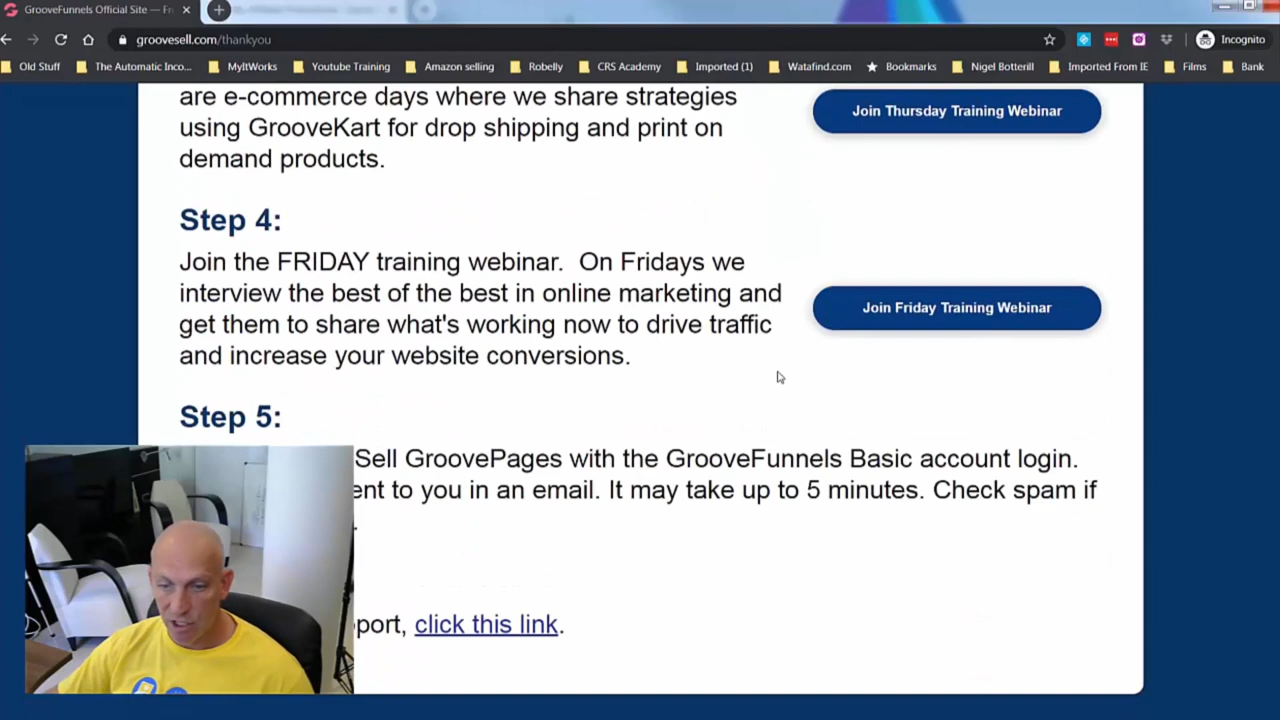 GrooveFunnels Official Site — Fr
groovesell.com/thankyou
Incognito
Old Stuff
The Automatic Inco...
MyItWorks
Youtube Training
Amazon selling
Robelly
CRS Academy
Imported (1)
Watafind.com
Bookmarks
Nigel Botterill
Imported From IE
Films
Bank
are e-commerce days where we share strategies
using GrooveKart for drop shipping and print on
demand products.
Join Thursday Training Webinar
Step 4:
Join the FRIDAY training webinar. On Fridays we
interview the best of the best in online marketing and
get them to share what's working now to drive traffic
and increase your website conversions.
Join Friday Training Webinar
Step 5:
Sell GroovePages with the GrooveFunnels Basic account login.
ent to you in an email. It may take up to 5 minutes. Check spam if
port, click this link.